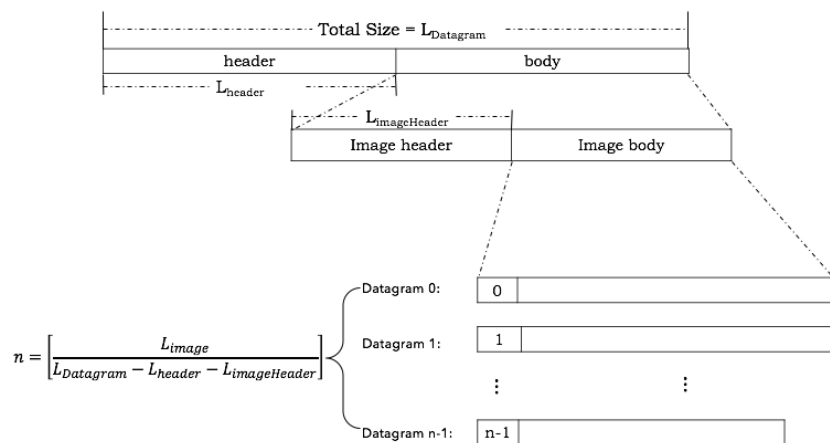 Total Size = L_Datagram
header body
L_header
L_imageHeader
Image header Image body
Datagram 0: 0
n = [L_image / (L_Datagram − L_header − L_imageHeader)]
Datagram 1: 1
⋮ ⋮
Datagram n-1: n-1